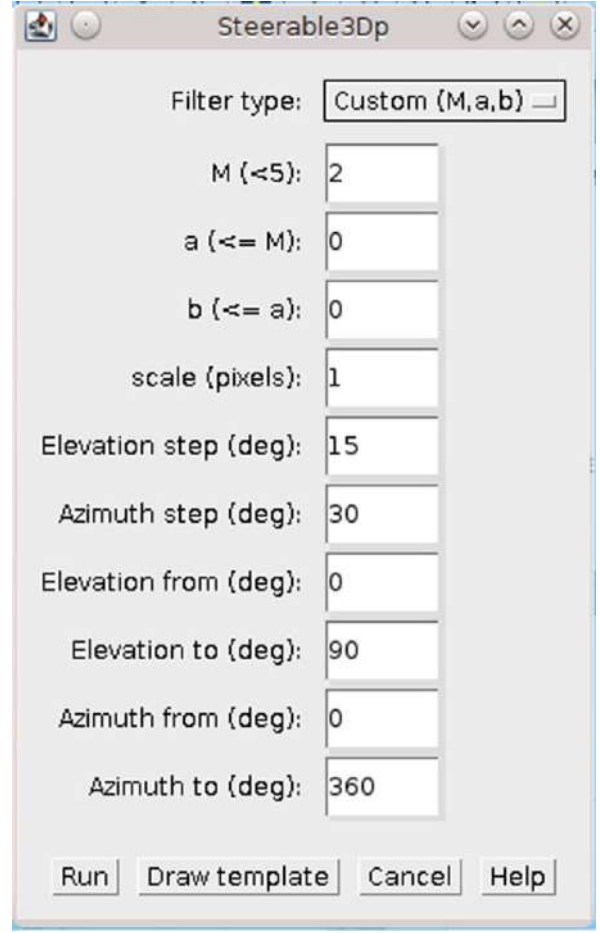 Steerable3Dp
Filter type: Custom (M,a,b)
M (<5): 2
a (<= M): 0
b (<= a): 0
scale (pixels): 1
Elevation step (deg): 15
Azimuth step (deg): 30
Elevation from (deg): 0
Elevation to (deg): 90
Azimuth from (deg): 0
Azimuth to (deg): 360
Run Draw template Cancel Help